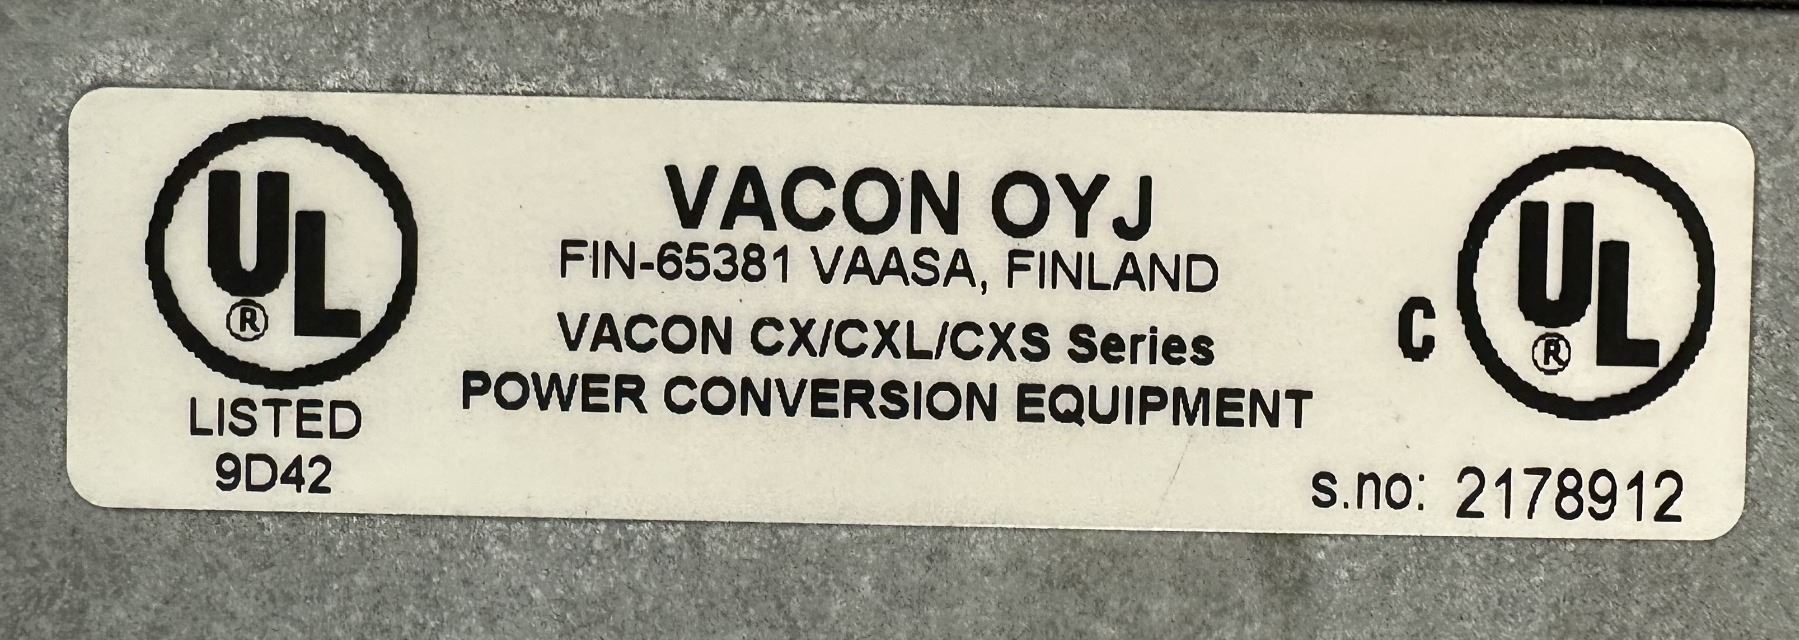 UL
®
LISTED
9D42
VACON OYJ
FIN-65381 VAASA, FINLAND
VACON CX/CXL/CXS Series
POWER CONVERSION EQUIPMENT
C
UL
®
s.no: 2178912